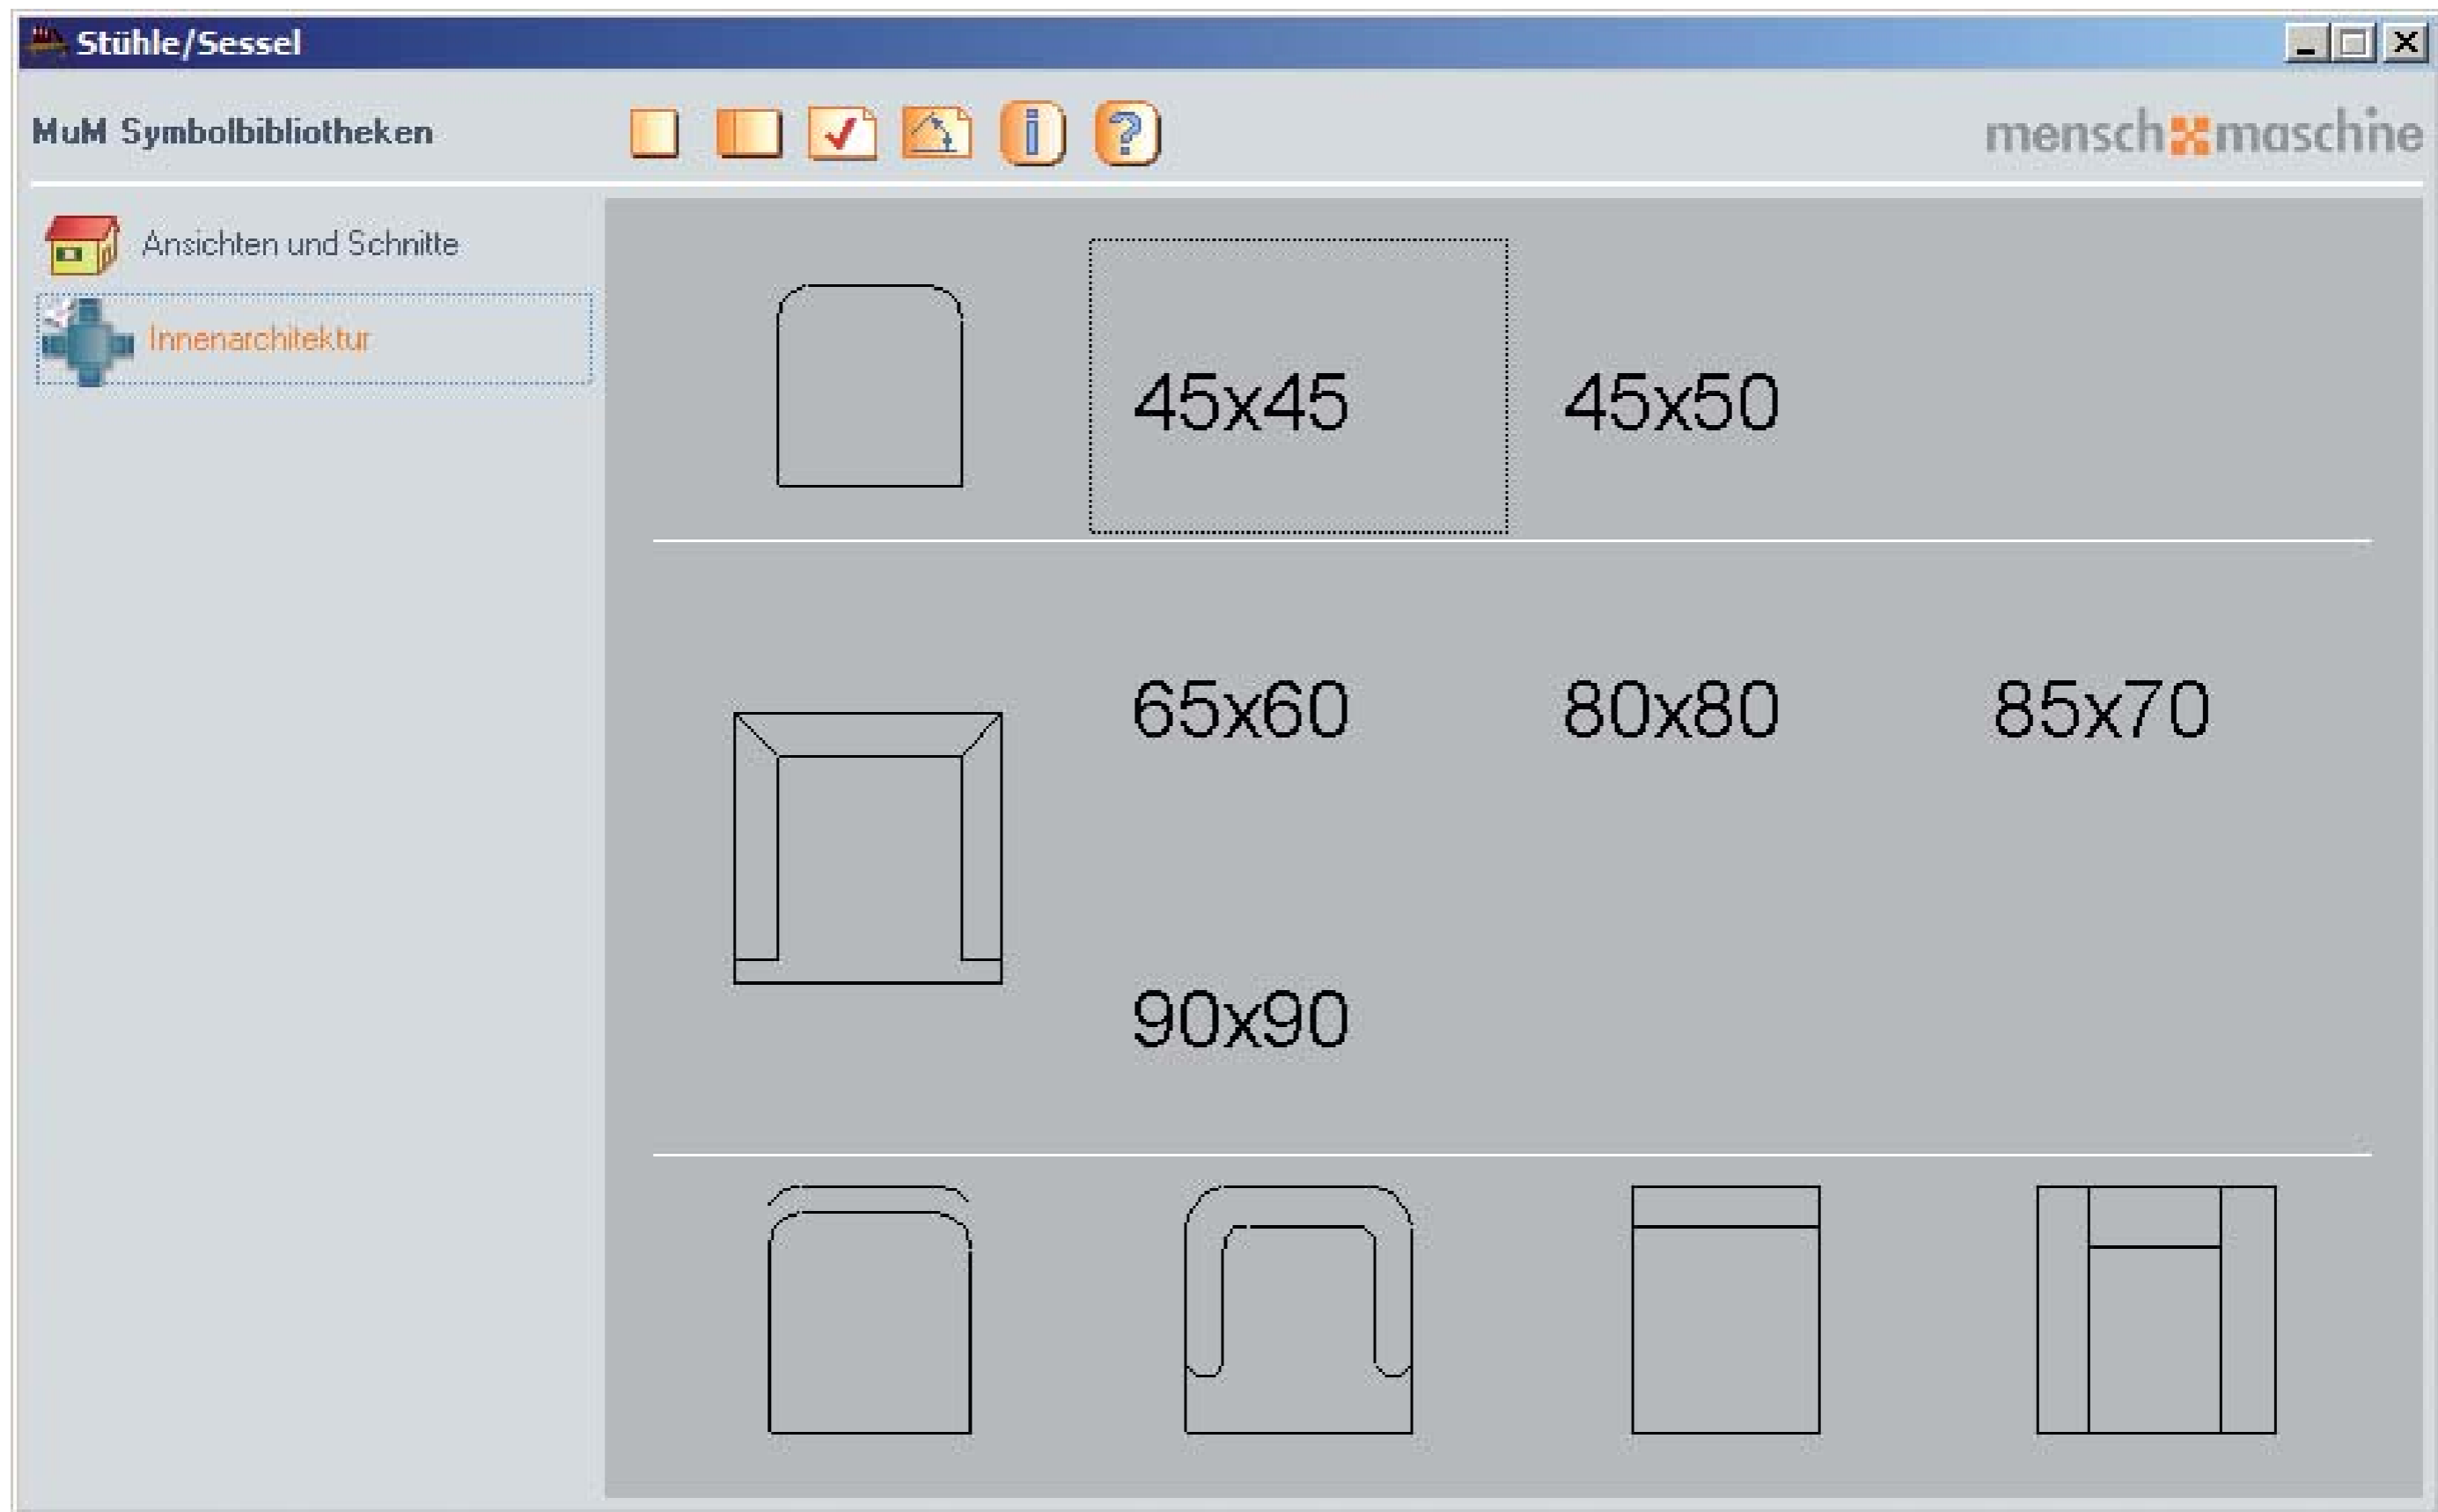 Stühle/Sessel
MuM Symbolbibliotheken
i ?
mensch maschine
Ansichten und Schnitte
Innenarchitektur
45x45 45x50
65x60 80x80 85x70
90x90